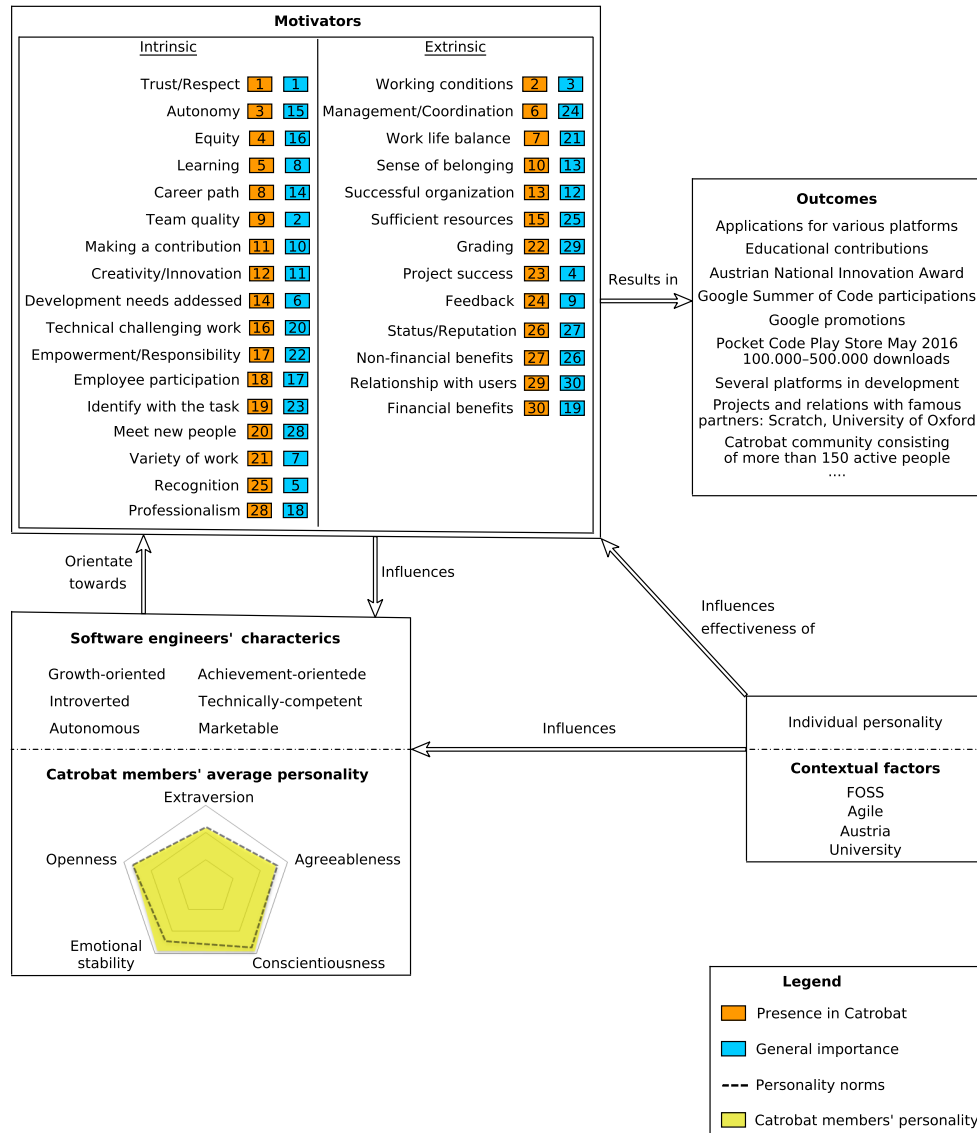 Motivators
Intrinsic
Trust/Respect 1 1
Autonomy 3 15
Equity 4 16
Learning 5 8
Career path 8 14
Team quality 9 2
Making a contribution 11 10
Creativity/Innovation 12 11
Development needs addressed 14 6
Technical challenging work 16 20
Empowerment/Responsibility 17 22
Employee participation 18 17
Identify with the task 19 23
Meet new people 20 28
Variety of work 21 7
Recognition 25 5
Professionalism 28 18
Extrinsic
Working conditions 2 3
Management/Coordination 6 24
Work life balance 7 21
Sense of belonging 10 13
Successful organization 13 12
Sufficient resources 15 25
Grading 22 29
Project success 23 4
Feedback 24 9
Status/Reputation 26 27
Non-financial benefits 27 26
Relationship with users 29 30
Financial benefits 30 19
Results in
Outcomes
Applications for various platforms
Educational contributions
Austrian National Innovation Award
Google Summer of Code participations
Google promotions
Pocket Code Play Store May 2016
100.000–500.000 downloads
Several platforms in development
Projects and relations with famous
partners: Scratch, University of Oxford
Catrobat community consisting
of more than 150 active people
....
Orientate
towards
Influences
Influences
effectiveness of
Software engineers' characterics
Growth-oriented Achievement-orientede
Introverted Technically-competent
Autonomous Marketable
Influences
Individual personality
Contextual factors
FOSS
Agile
Austria
University
Catrobat members' average personality
Extraversion
Openness
Agreeableness
Emotional
stability
Conscientiousness
Legend
Presence in Catrobat
General importance
Personality norms
Catrobat members' personality